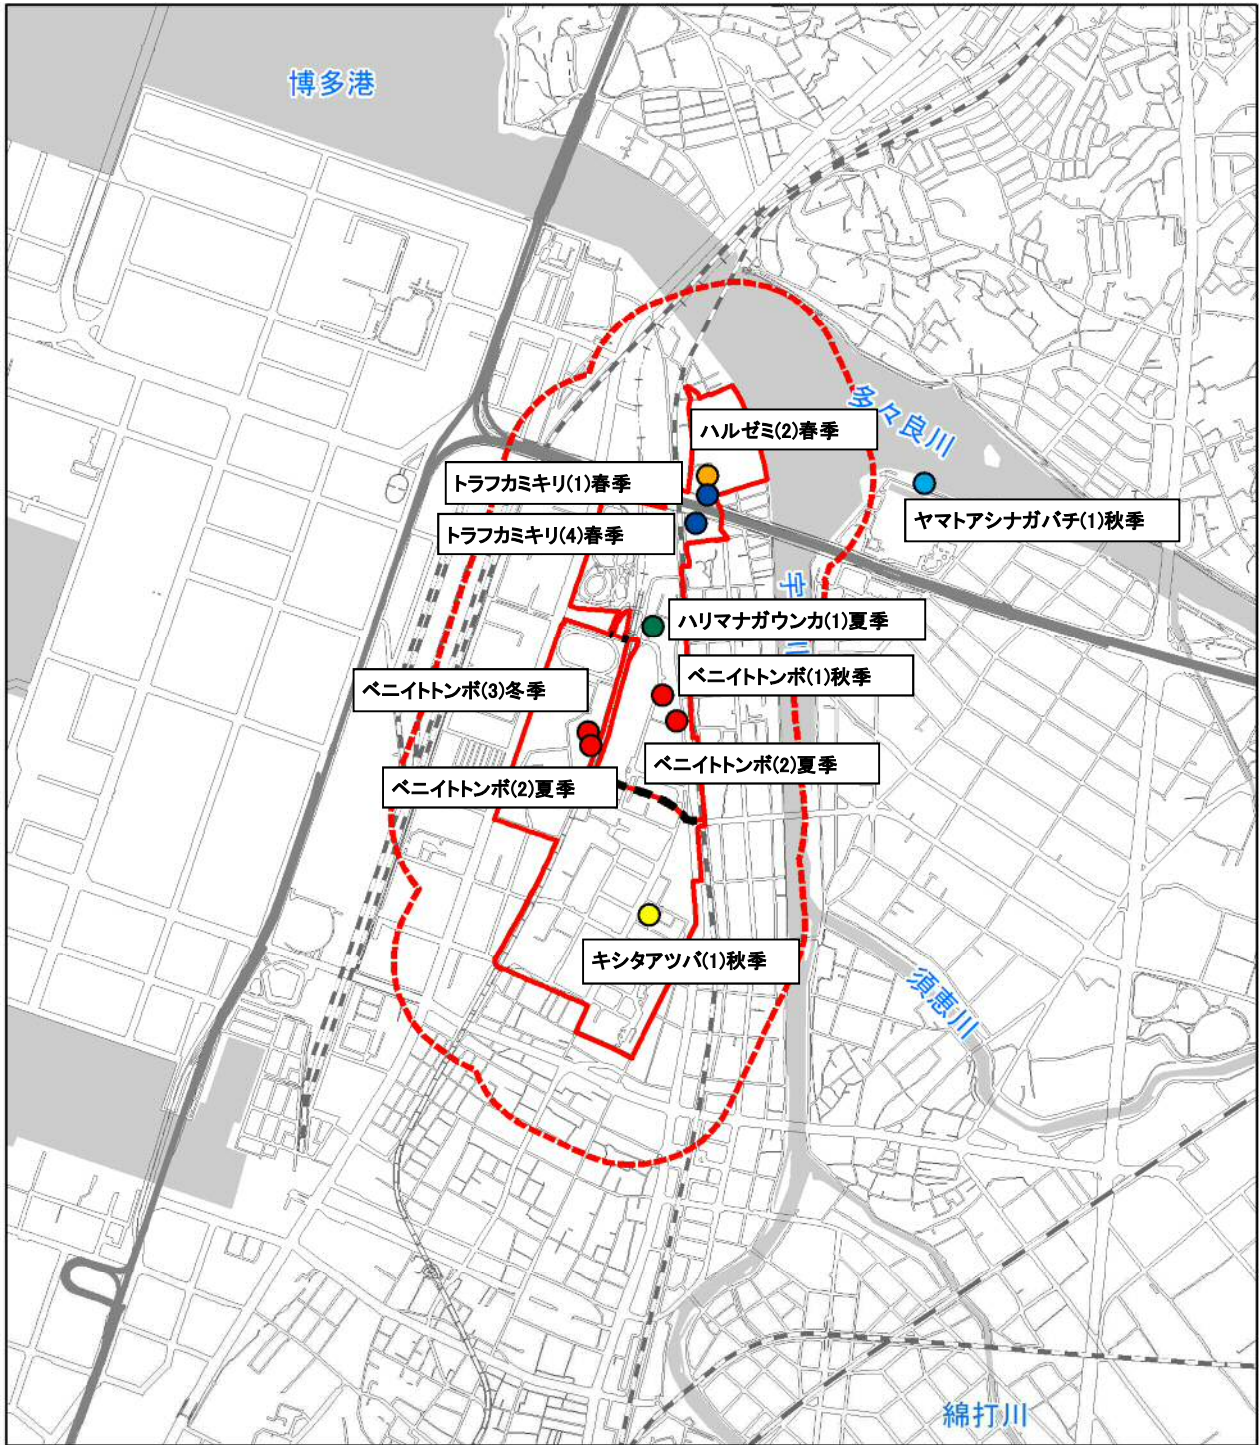 博多港
多々良川
ハルゼミ(2)春季
トラフカミキリ(1)春季
ヤマトアシナガバチ(1)秋季
トラフカミキリ(4)春季
ハリマナガウンカ(1)夏季
ベニイトトンボ(1)秋季
ベニイトトンボ(3)冬季
ベニイトトンボ(2)夏季
ベニイトトンボ(2)夏季
キシタアツバ(1)秋季
須恵川
綿打川